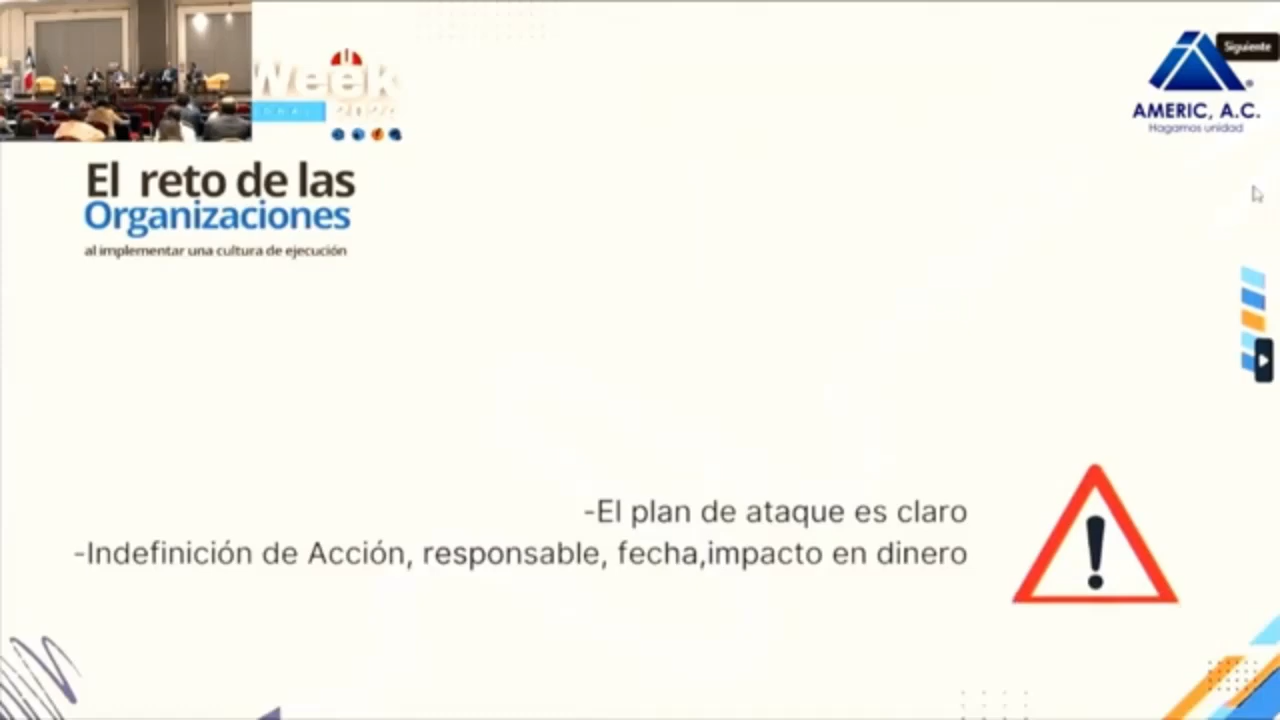 Week
Siguiente
AMERIC, A.C.
Hagamos unidad
El reto de las
Organizaciones
al implementar una cultura de ejecución
-El plan de ataque es claro
-Indefinición de Acción, responsable, fecha,impacto en dinero